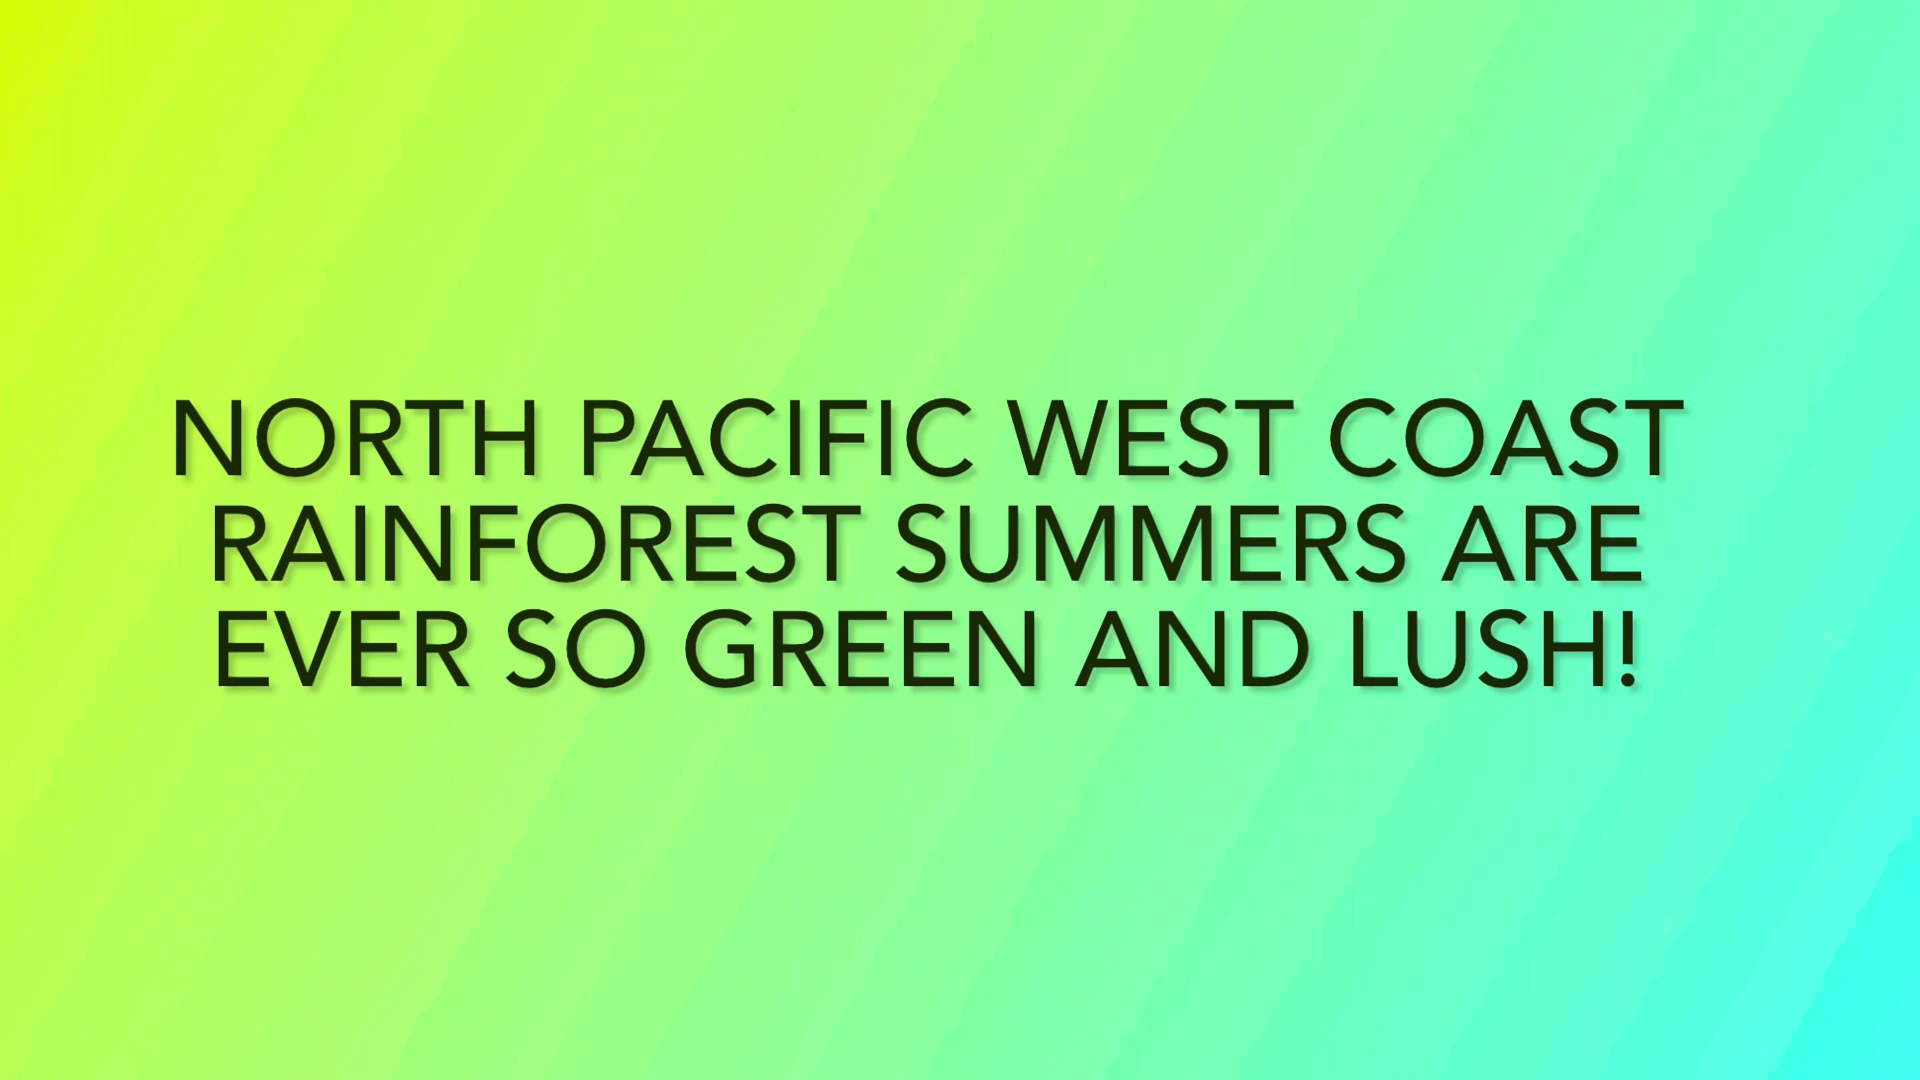 NORTH PACIFIC WEST COAST
RAINFOREST SUMMERS ARE
EVER SO GREEN AND LUSH!